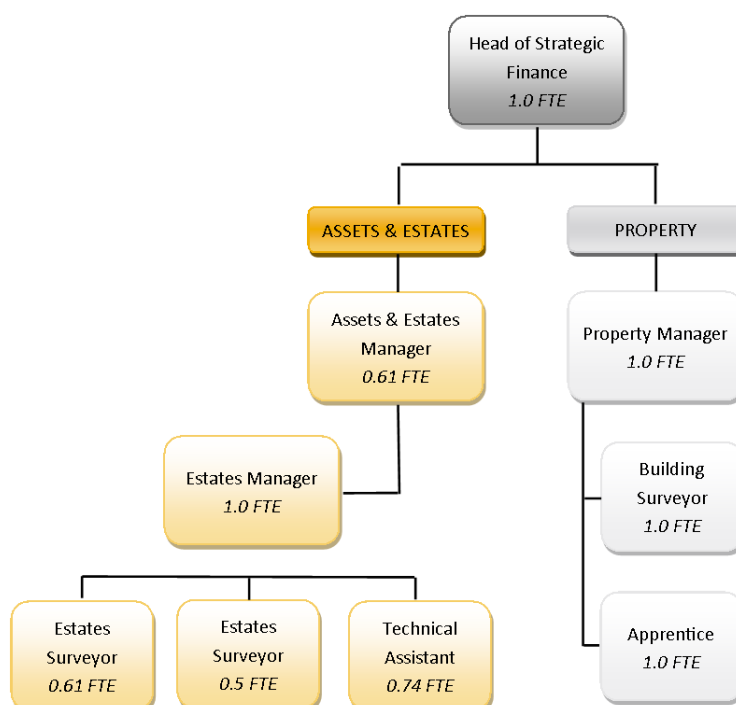 Head of Strategic
Finance
1.0 FTE
ASSETS & ESTATES
PROPERTY
Assets & Estates
Manager
0.61 FTE
Property Manager
1.0 FTE
Estates Manager
1.0 FTE
Building
Surveyor
1.0 FTE
Estates
Surveyor
0.61 FTE
Estates
Surveyor
0.5 FTE
Technical
Assistant
0.74 FTE
Apprentice
1.0 FTE